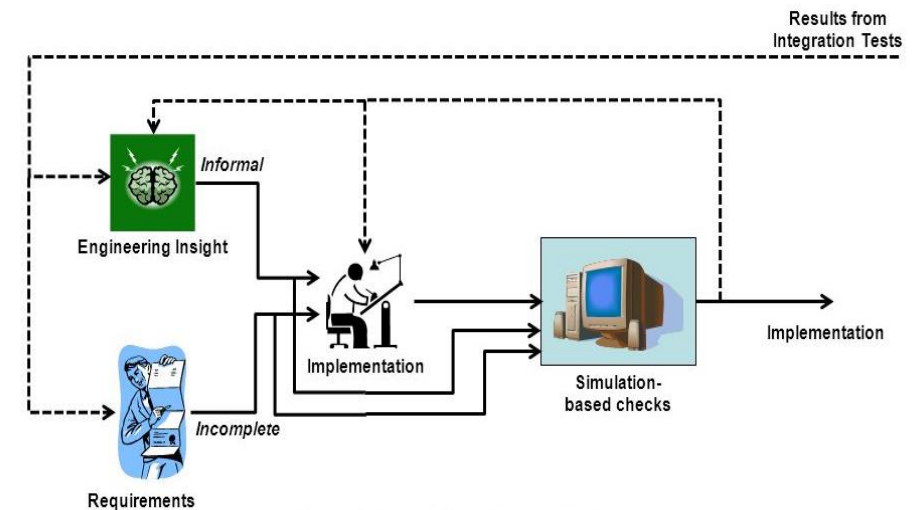 Results from
Integration Tests
Informal
Engineering Insight
Implementation
Implementation
Simulation-
based checks
Incomplete
Requirements